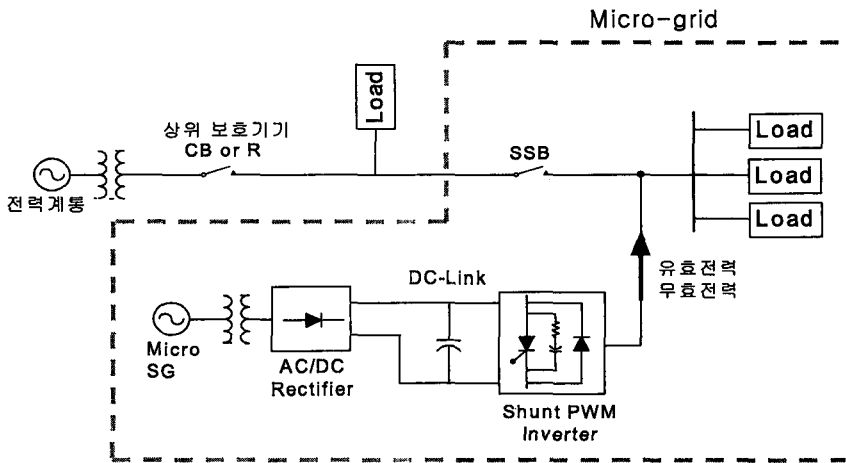 Micro-grid
Load
상위 보호기기
CB or R
SSB
Load
Load
Load
전력계통
유효전력
무효전력
DC-Link
Micro
SG
AC/DC
Rectifier
Shunt PWM
Inverter